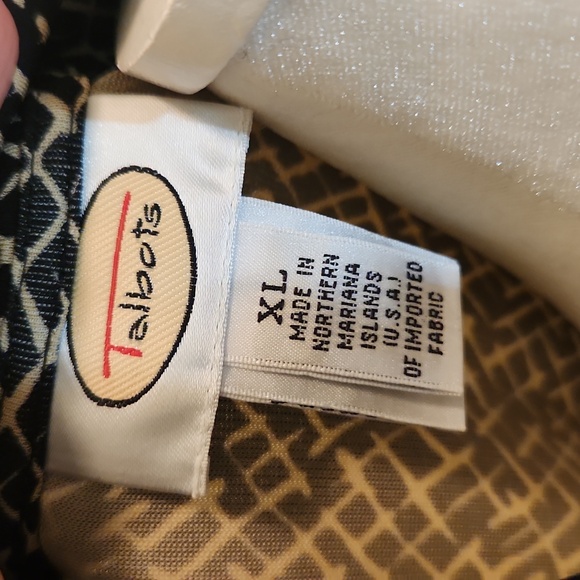 Talbots
XL
MADE IN
NORTHERN
MARIANA
ISLANDS
(U.S.A.)
OF IMPORTED
FABRIC